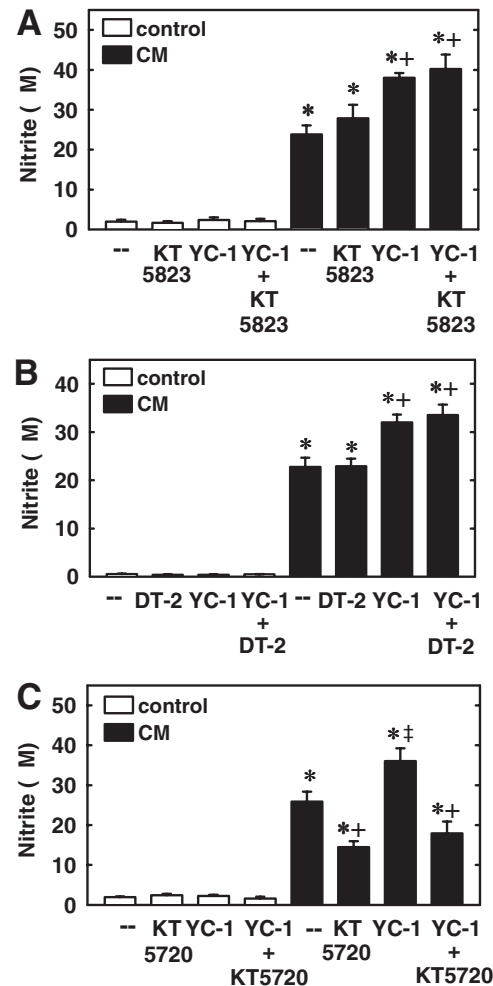 A
50
40
30
20
10
0
Nitrite ( M)
control
CM
* * *+ *+
-- KT YC-1 YC-1 -- KT YC-1 YC-1
5823 + 5823 +
KT KT
5823 5823
B
40
30
20
10
0
Nitrite ( M)
control
CM
* * *+ *+
-- DT-2 YC-1 YC-1 -- DT-2 YC-1 YC-1
+ +
DT-2 DT-2
C
50
40
30
20
10
0
Nitrite ( M)
control
CM
* *+ *‡ *+
-- KT YC-1 YC-1 -- KT YC-1 YC-1
5720 + 5720 +
KT5720 KT5720